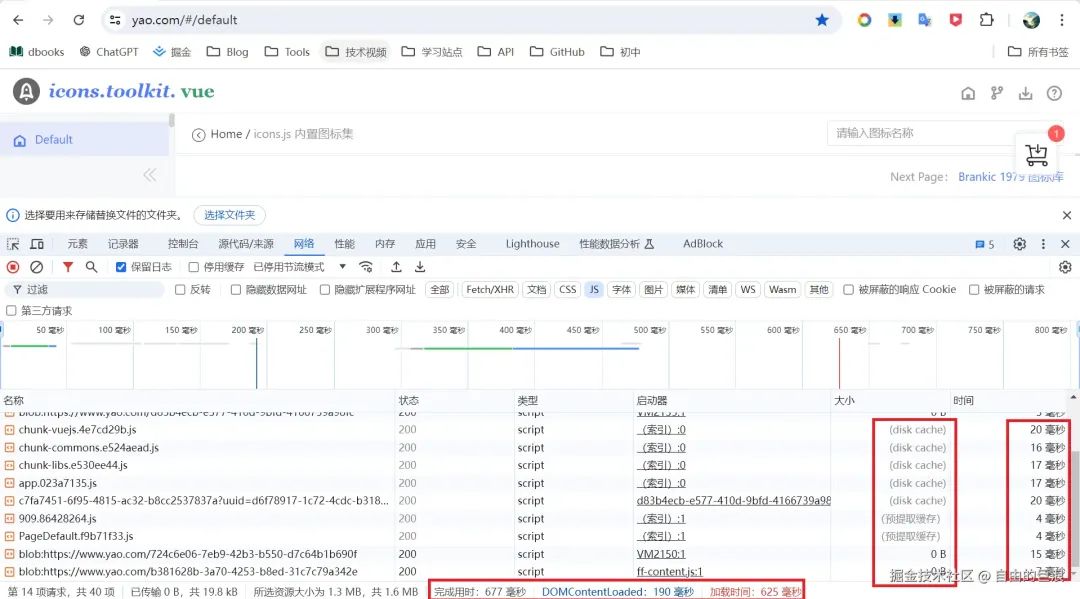 yao.com/#/default
dbooks ChatGPT 掘金 Blog Tools 技术视频 学习站点 API GitHub 初中 所有书签
icons.toolkit. vue
Default
Home / icons.js 内置图标集 请输入图标名称 1
Next Page: Brankic 1979 图标库
选择要用来存储替换文件的文件夹。 选择文件夹
元素 记录器 控制台 源代码/来源 网络 性能 内存 应用 安全 Lighthouse 性能数据分析 AdBlock 5
保留日志 停用缓存 已停用节流模式
过滤 反转 隐藏数据网址 隐藏扩展程序网址 全部 Fetch/XHR 文档 CSS JS 字体 图片 媒体 清单 WS Wasm 其他 被屏蔽的响应 Cookie 被屏蔽的请求
第三方请求
50 毫秒 100 毫秒 150 毫秒 200 毫秒 250 毫秒 300 毫秒 350 毫秒 400 毫秒 450 毫秒 500 毫秒 550 毫秒 600 毫秒 650 毫秒 700 毫秒 750 毫秒 800 毫秒
名称 状态 类型 启动器 大小 时间
blob:https://www.yao.com/d83b4ecb-e577-410d-9bfd-4166739a98fc 200 script VM2135:1 0 B 3 毫秒
chunk-vuejs.4e7cd29b.js 200 script （索引）:0 (disk cache) 20 毫秒
chunk-commons.e524aead.js 200 script （索引）:0 (disk cache) 16 毫秒
chunk-libs.e530ee44.js 200 script （索引）:0 (disk cache) 17 毫秒
app.023a7135.js 200 script （索引）:0 (disk cache) 17 毫秒
c7fa7451-6f95-4815-ac32-b8cc2537837a?uuid=d6f78917-1c72-4cdc-b318... 200 script d83b4ecb-e577-410d-9bfd-4166739a98 (disk cache) 20 毫秒
909.86428264.js 200 script （索引）:1 (预提取缓存) 4 毫秒
PageDefault.f9b71f33.js 200 script （索引）:1 (预提取缓存) 4 毫秒
blob:https://www.yao.com/724c6e06-7eb9-42b3-b550-d7c64b1b690f 200 script VM2150:1 0 B 15 毫秒
blob:https://www.yao.com/b381628b-3a70-4253-b8ed-31c7c79a342e 200 script ff-content.js:1 0 B 7 毫秒
掘金技术社区 @ 自由的巨浪
第 14 项请求，共 40 项 已传输 0 B，共 19.8 kB 所选资源大小为 1.3 MB，共 1.6 MB 完成用时：677 毫秒 DOMContentLoaded：190 毫秒 加载时间：625 毫秒